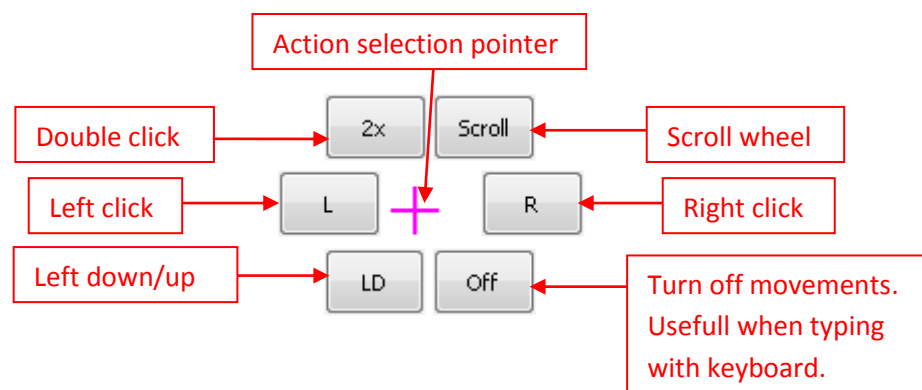 Action selection pointer
2x
Scroll
Double click
Scroll wheel
L
R
Left click
Right click
Left down/up
LD
Off
Turn off movements.
Usefull when typing
with keyboard.